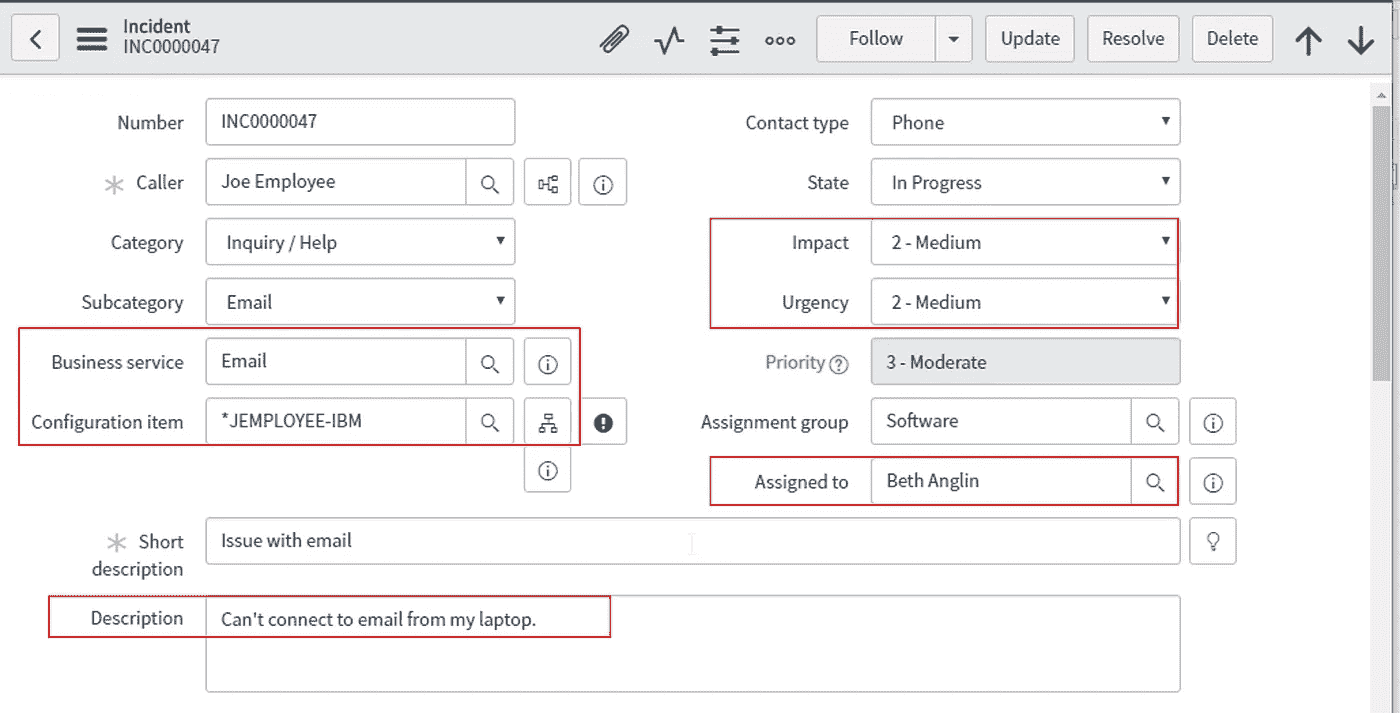 Incident
INC0000047
Follow
Update
Resolve
Delete
Number
INC0000047
Contact type
Phone
Caller
Joe Employee
State
In Progress
Category
Inquiry / Help
Impact
2 - Medium
Subcategory
Email
Urgency
2 - Medium
Business service
Email
Priority
3 - Moderate
Configuration item
*JEMPLOYEE-IBM
Assignment group
Software
Assigned to
Beth Anglin
Short
description
Issue with email
Description
Can't connect to email from my laptop.